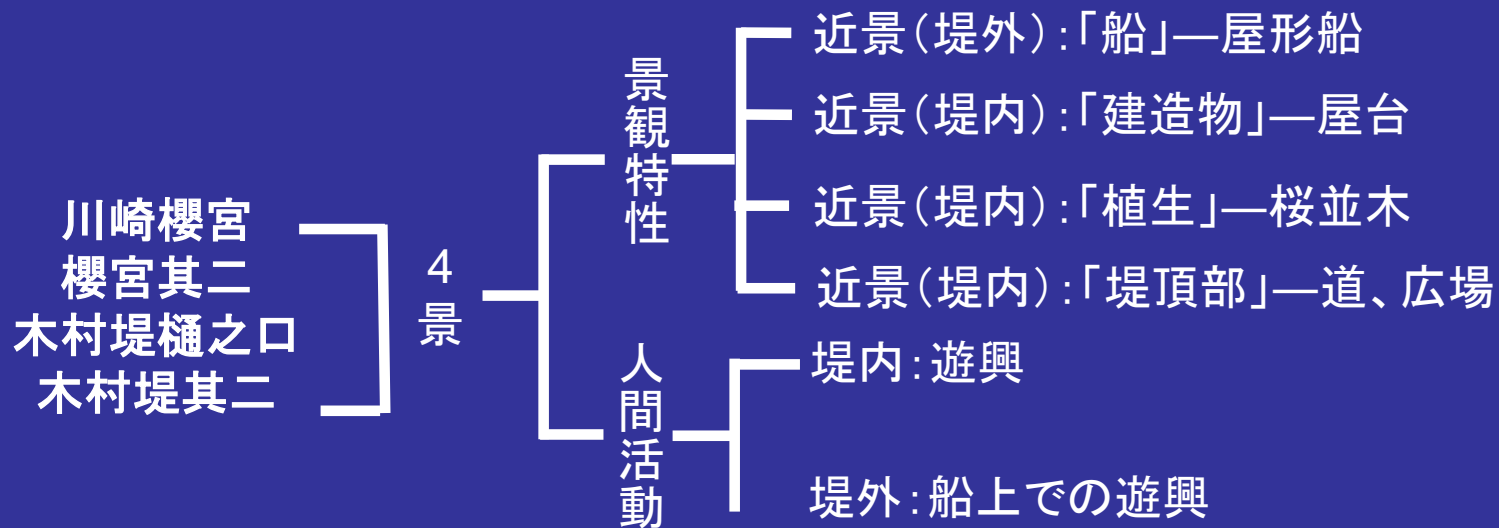 川崎櫻宮
櫻宮其二
木村堤樋之口
木村堤其二
4景
景観特性
近景(堤外):「船」—屋形船
近景(堤内):「建造物」—屋台
近景(堤内):「植生」—桜並木
近景(堤内):「堤頂部」—道、広場
人間活動
堤内:遊興
堤外:船上での遊興